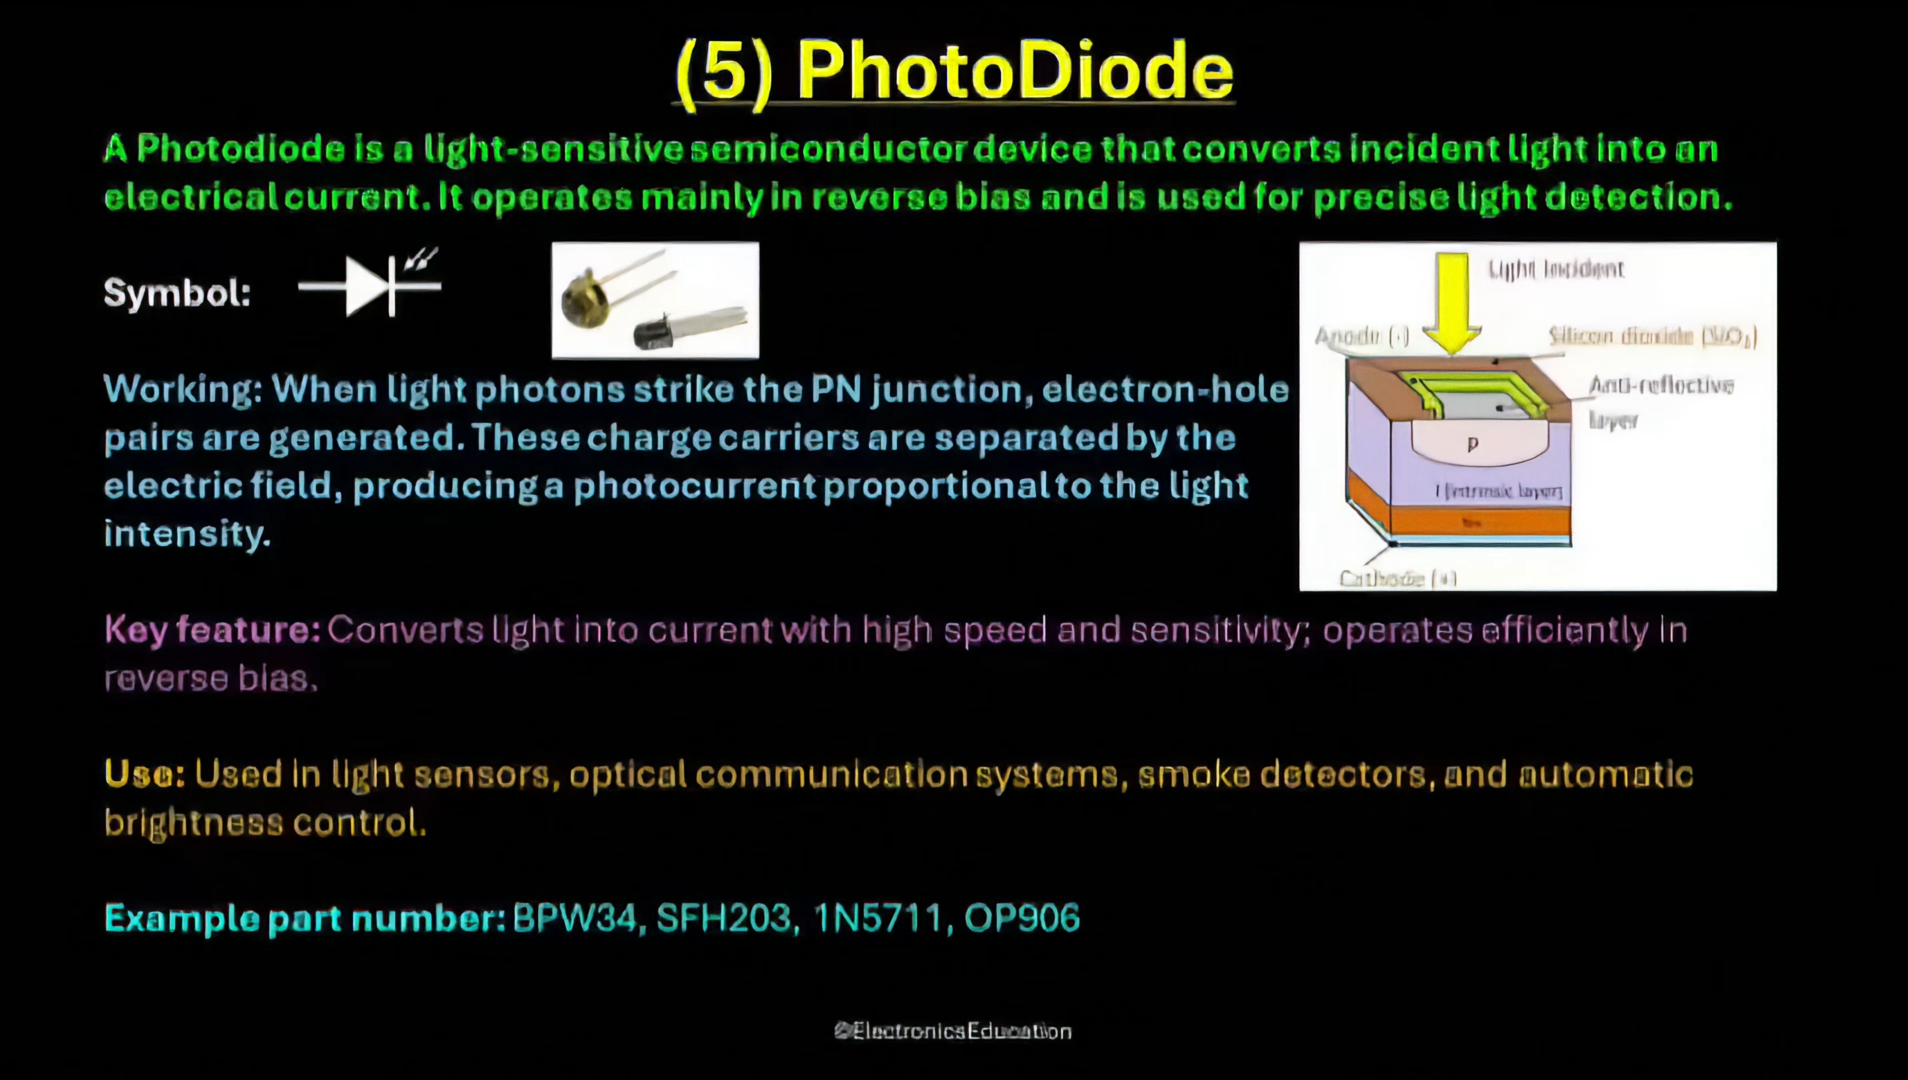 (5) PhotoDiode
A Photodiode is a light-sensitive semiconductor device that converts incident light into an
electrical current. It operates mainly in reverse bias and is used for precise light detection.
Symbol:
Light Incident
Anode (-)
Silicon dioxide (SiO₂)
Anti-reflective
layer
P
I (Intrinsic layer)
Cathode (+)
Working: When light photons strike the PN junction, electron-hole
pairs are generated. These charge carriers are separated by the
electric field, producing a photocurrent proportional to the light
intensity.
Key feature: Converts light into current with high speed and sensitivity; operates efficiently in
reverse bias.
Use: Used in light sensors, optical communication systems, smoke detectors, and automatic
brightness control.
Example part number: BPW34, SFH203, 1N5711, OP906
@ElectronicsEducation